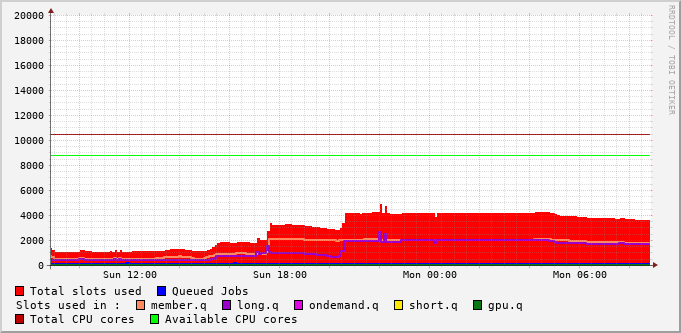 RRDTOOL / TOBI OETIKER
20000
18000
16000
14000
12000
10000
8000
6000
4000
2000
0
Sun 12:00 Sun 18:00 Mon 00:00 Mon 06:00
Total slots used Queued Jobs
Slots used in : member.q long.q ondemand.q short.q gpu.q
Total CPU cores Available CPU cores